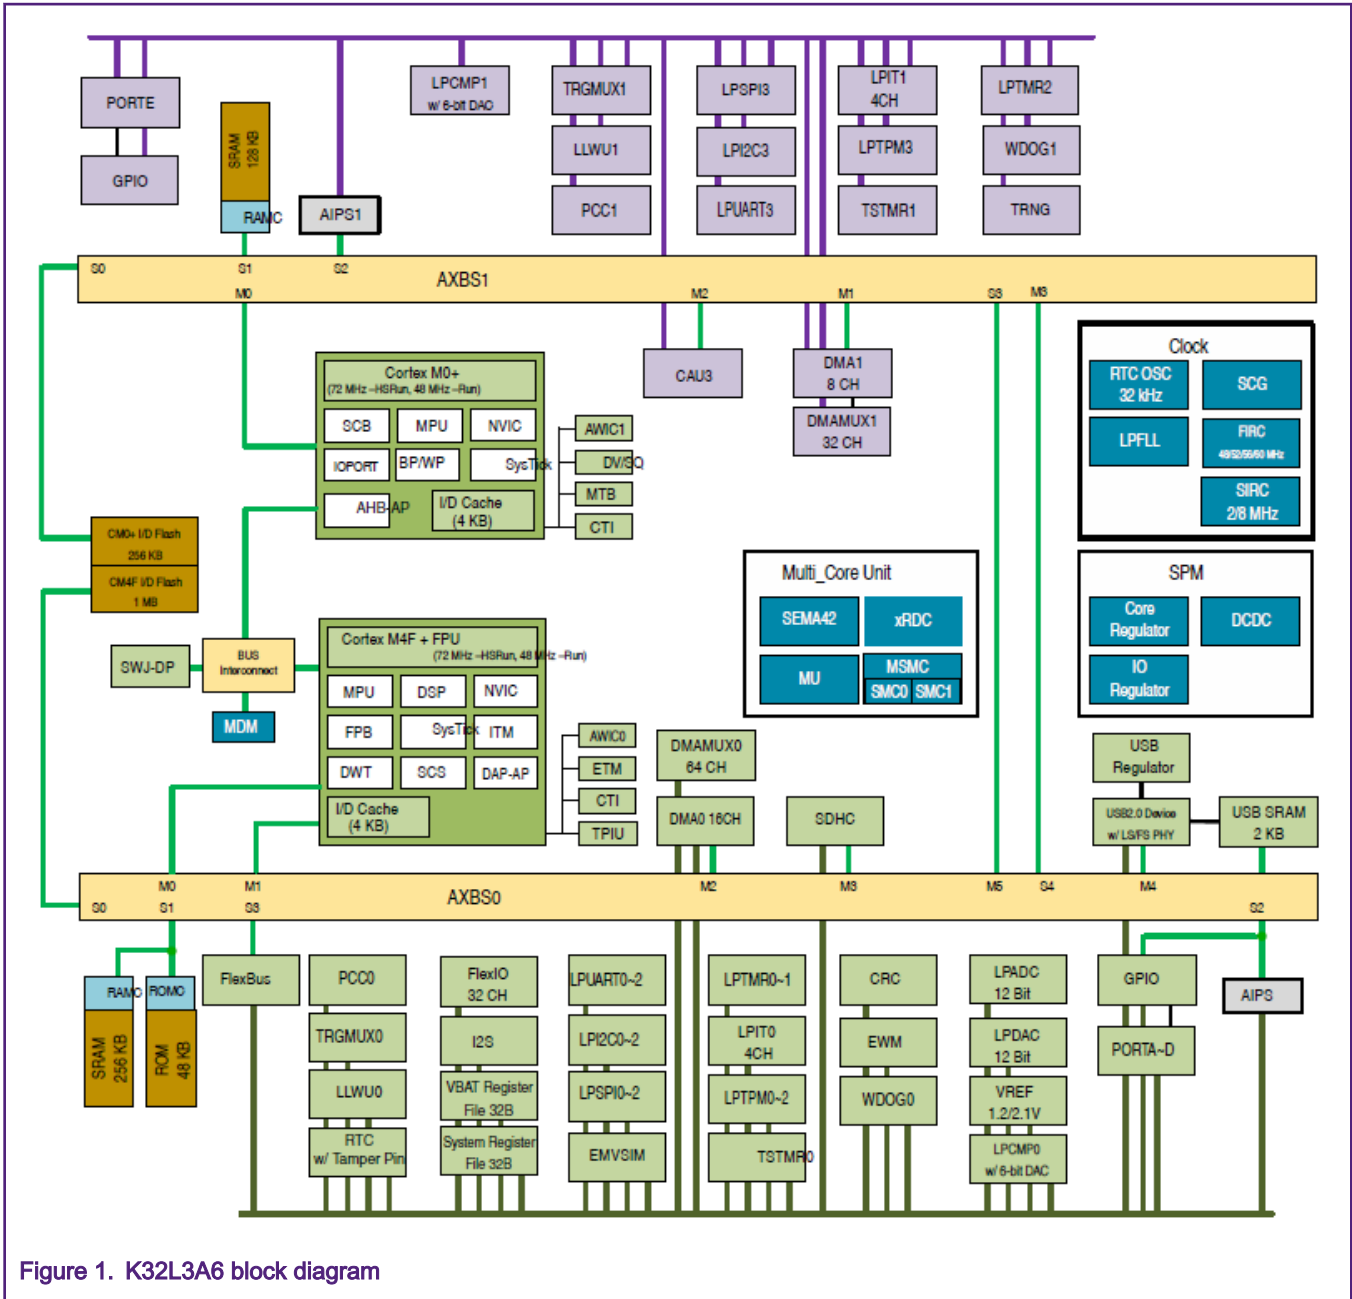 PORTE
GPIO
SRAM
128 KB
RAMC
AIPS1
LPCMP1
w/ 6-bit DAC
TRGMUX1
LLWU1
PCC1
LPSPI3
LPI2C3
LPUART3
LPIT1
4CH
LPTPM3
TSTMR1
LPTMR2
WDOG1
TRNG
S0
S1
S2
AXBS1
M0
M2
M1
S3
M3
Cortex M0+
(72 MHz –HSRun, 48 MHz –Run)
SCB
MPU
NVIC
IOPORT
BP/WP
SysTick
AHB-AP
I/D Cache
(4 KB)
AWIC1
DV/SQ
MTB
CTI
CAU3
DMA1
8 CH
DMAMUX1
32 CH
Clock
RTC OSC
32 kHz
SCG
LPFLL
FIRC
48/52/56/60 MHz
SIRC
2/8 MHz
CM0+ I/D Flash
256 KB
CM4F I/D Flash
1 MB
SWJ-DP
BUS
Interconnect
MDM
Cortex M4F + FPU
(72 MHz –HSRun, 48 MHz –Run)
MPU
DSP
NVIC
FPB
SysTick
ITM
DWT
SCS
DAP-AP
I/D Cache
(4 KB)
AWIC0
ETM
CTI
TPIU
Multi_Core Unit
SEMA42
xRDC
MU
MSMC
SMC0
SMC1
SPM
Core
Regulator
DCDC
IO
Regulator
DMAMUX0
64 CH
DMA0 16CH
SDHC
USB
Regulator
USB2.0 Device
w/ LS/FS PHY
USB SRAM
2 KB
M0
M1
M2
M3
M5
S4
M4
S0
S1
S3
AXBS0
S2
RAMC
ROMC
SRAM
256 KB
ROM
48 KB
FlexBus
PCC0
TRGMUX0
LLWU0
RTC
w/ Tamper Pin
FlexIO
32 CH
I2S
VBAT Register
File 32B
System Register
File 32B
LPUART0~2
LPI2C0~2
LPSPI0~2
EMVSIM
LPTMR0~1
LPIT0
4CH
LPTPM0~2
TSTMR0
CRC
EWM
WDOG0
LPADC
12 Bit
LPDAC
12 Bit
VREF
1.2/2.1V
LPCMP0
w/ 6-bit DAC
GPIO
PORTA~D
AIPS
Figure 1. K32L3A6 block diagram